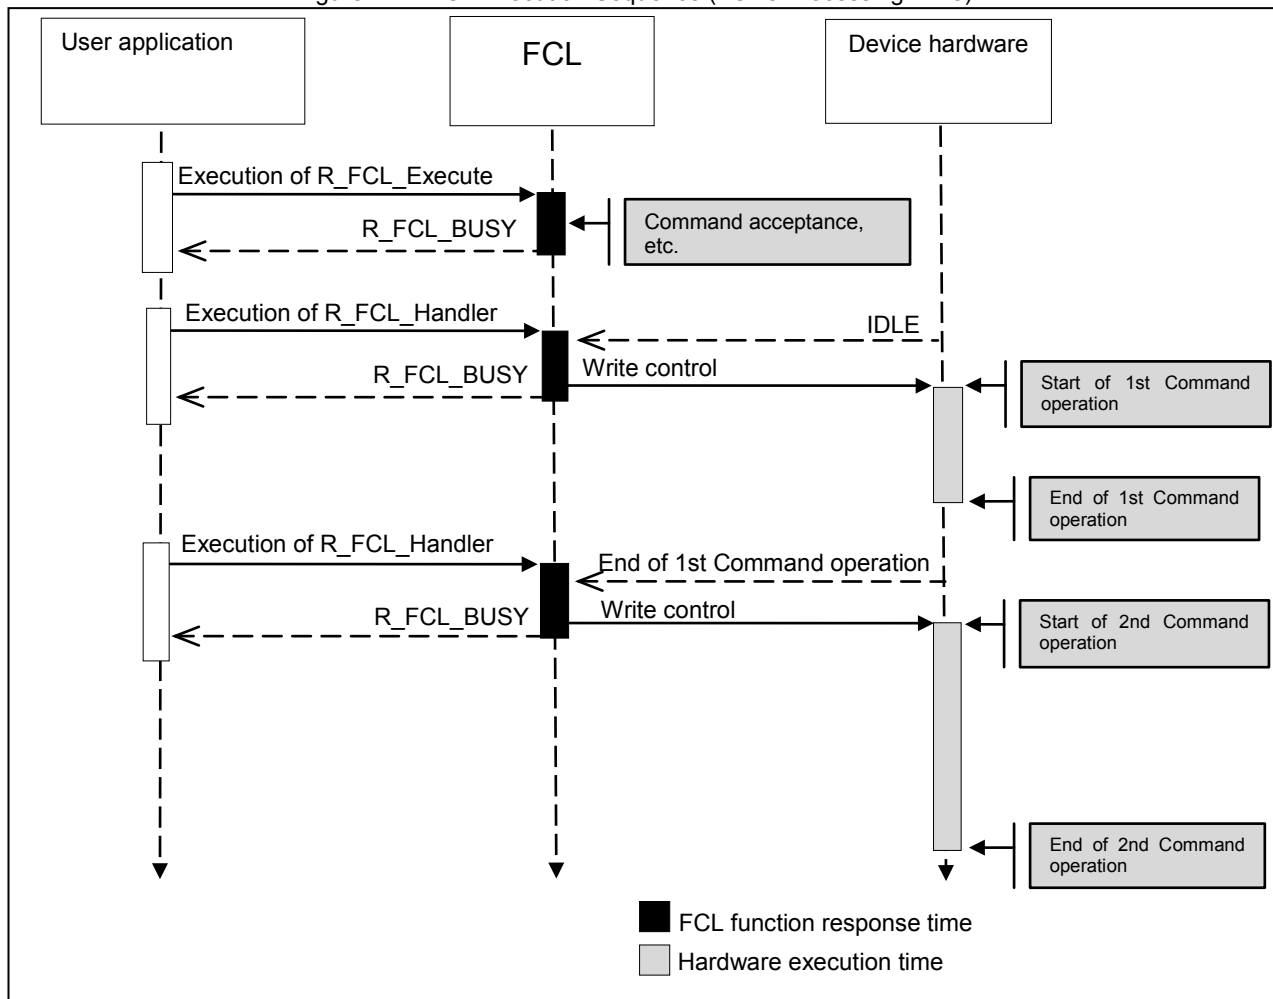 User application
FCL
Device hardware
Execution of R_FCL_Execute
R_FCL_BUSY
Command acceptance,
etc.
Execution of R_FCL_Handler
IDLE
R_FCL_BUSY
Write control
Start of 1st Command
operation
End of 1st Command
operation
Execution of R_FCL_Handler
End of 1st Command operation
R_FCL_BUSY
Write control
Start of 2nd Command
operation
End of 2nd Command
operation
FCL function response time
Hardware execution time